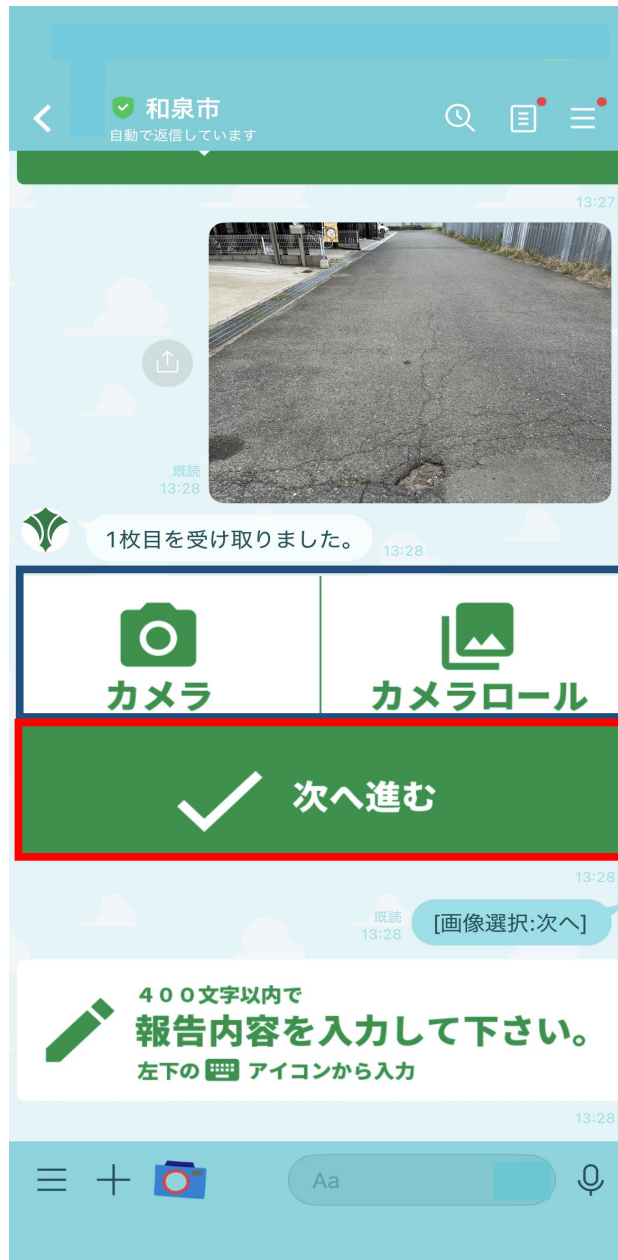 和泉市
自動で返信しています
13:27
既読
13:28
1枚目を受け取りました。
13:28
カメラ
カメラロール
次へ進む
13:28
既読
13:28
[画像選択:次へ]
400文字以内で
報告内容を入力して下さい。
左下の アイコンから入力
13:28
Aa